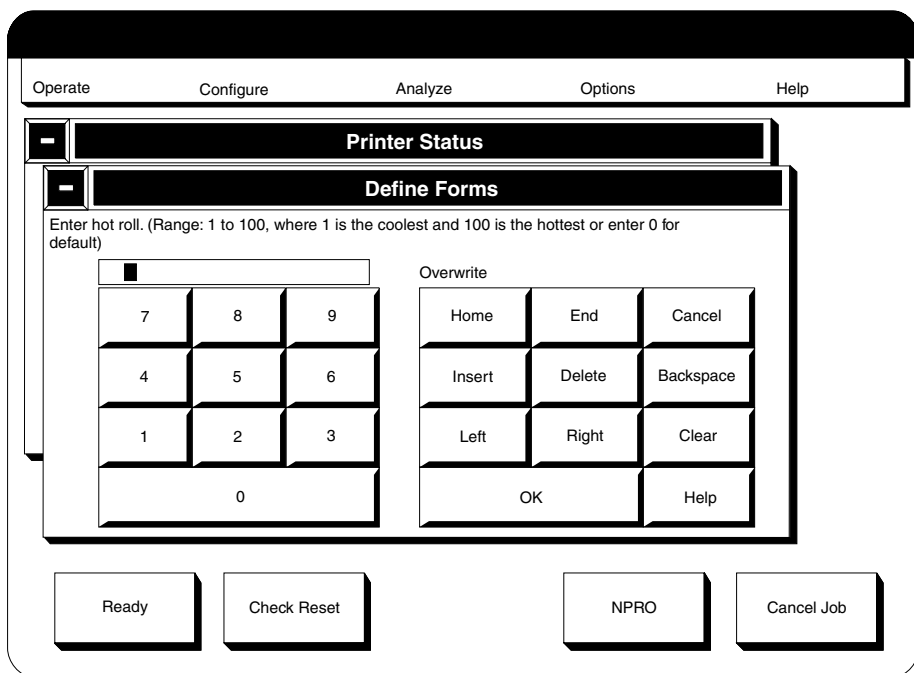 Operate Configure Analyze Options Help
Printer Status
Define Forms
Enter hot roll. (Range: 1 to 100, where 1 is the coolest and 100 is the hottest or enter 0 for
default)
Overwrite
7 8 9 Home End Cancel
4 5 6 Insert Delete Backspace
1 2 3 Left Right Clear
0 OK Help
Ready Check Reset NPRO Cancel Job